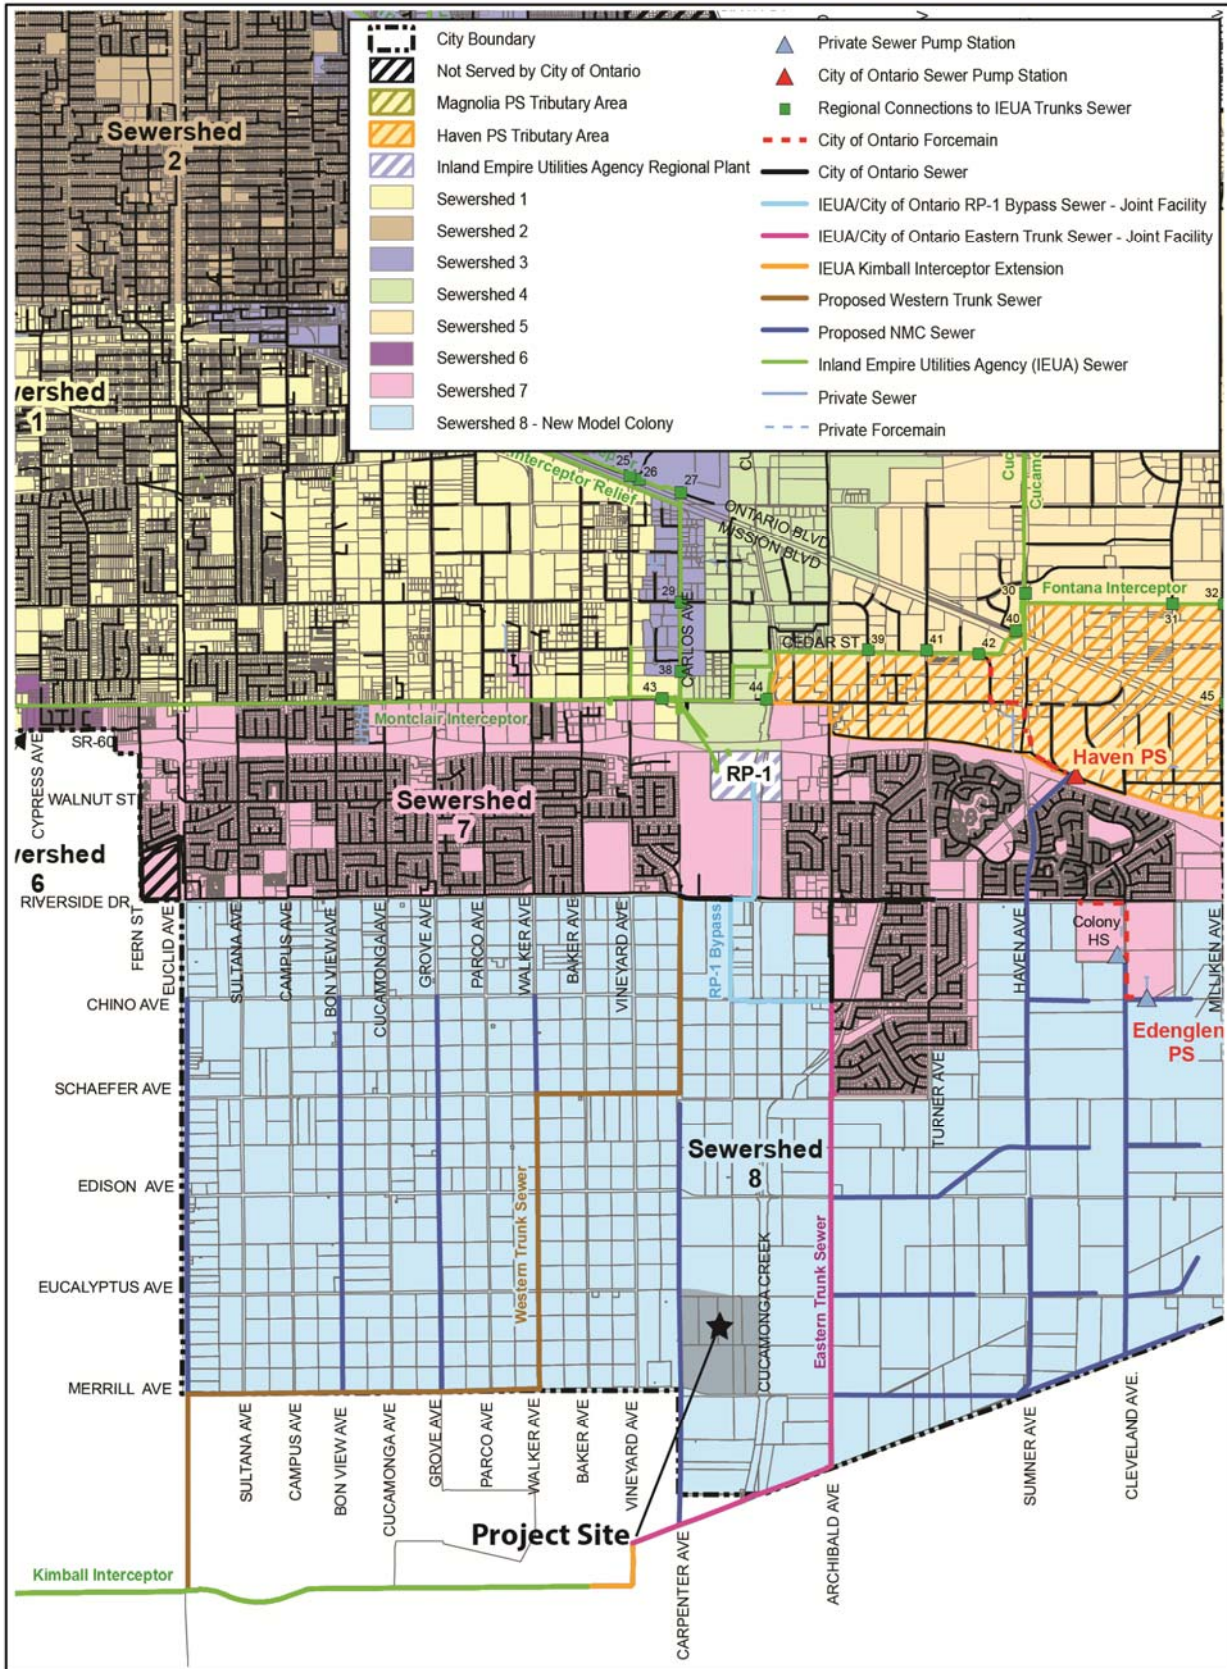 City Boundary
Not Served by City of Ontario
Magnolia PS Tributary Area
Haven PS Tributary Area
Inland Empire Utilities Agency Regional Plant
Sewershed 1
Sewershed 2
Sewershed 3
Sewershed 4
Sewershed 5
Sewershed 6
Sewershed 7
Sewershed 8 - New Model Colony
Private Sewer Pump Station
City of Ontario Sewer Pump Station
Regional Connections to IEUA Trunks Sewer
City of Ontario Forcemain
City of Ontario Sewer
IEUA/City of Ontario RP-1 Bypass Sewer - Joint Facility
IEUA/City of Ontario Eastern Trunk Sewer - Joint Facility
IEUA Kimball Interceptor Extension
Proposed Western Trunk Sewer
Proposed NMC Sewer
Inland Empire Utilities Agency (IEUA) Sewer
Private Sewer
Private Forcemain
Sewershed
2
wershed
1
Interceptor Relief
25
26
27
ONTARIO BLVD
MISSION BLVD
Cucamo
30
Fontana Interceptor
32
31
29
CARLOS AVE
40
CEDAR ST
39
41
42
38
43
44
45
Montclair Interceptor
SR-60
CYPRESS AVE
WALNUT ST
RP-1
Haven PS
Sewershed
7
wershed
6
RIVERSIDE DR
FERN ST
EUCLID AVE
SULTANA AVE
CAMPUS AVE
BON VIEW AVE
CUCAMONGA AVE
GROVE AVE
PARCO AVE
WALKER AVE
BAKER AVE
VINEYARD AVE
RP-1 Bypass
HAVEN AVE
Colony
HS
MILLIKEN AVE
CHINO AVE
Edenglen
PS
SCHAEFER AVE
TURNER AVE
Sewershed
8
EDISON AVE
Western Trunk Sewer
CUCAMONGA CREEK
Eastern Trunk Sewer
EUCALYPTUS AVE
MERRILL AVE
SULTANA AVE
CAMPUS AVE
BON VIEW AVE
CUCAMONGA AVE
GROVE AVE
PARCO AVE
WALKER AVE
BAKER AVE
VINEYARD AVE
CARPENTER AVE
ARCHIBALD AVE
SUMNER AVE
CLEVELAND AVE.
Project Site
Kimball Interceptor